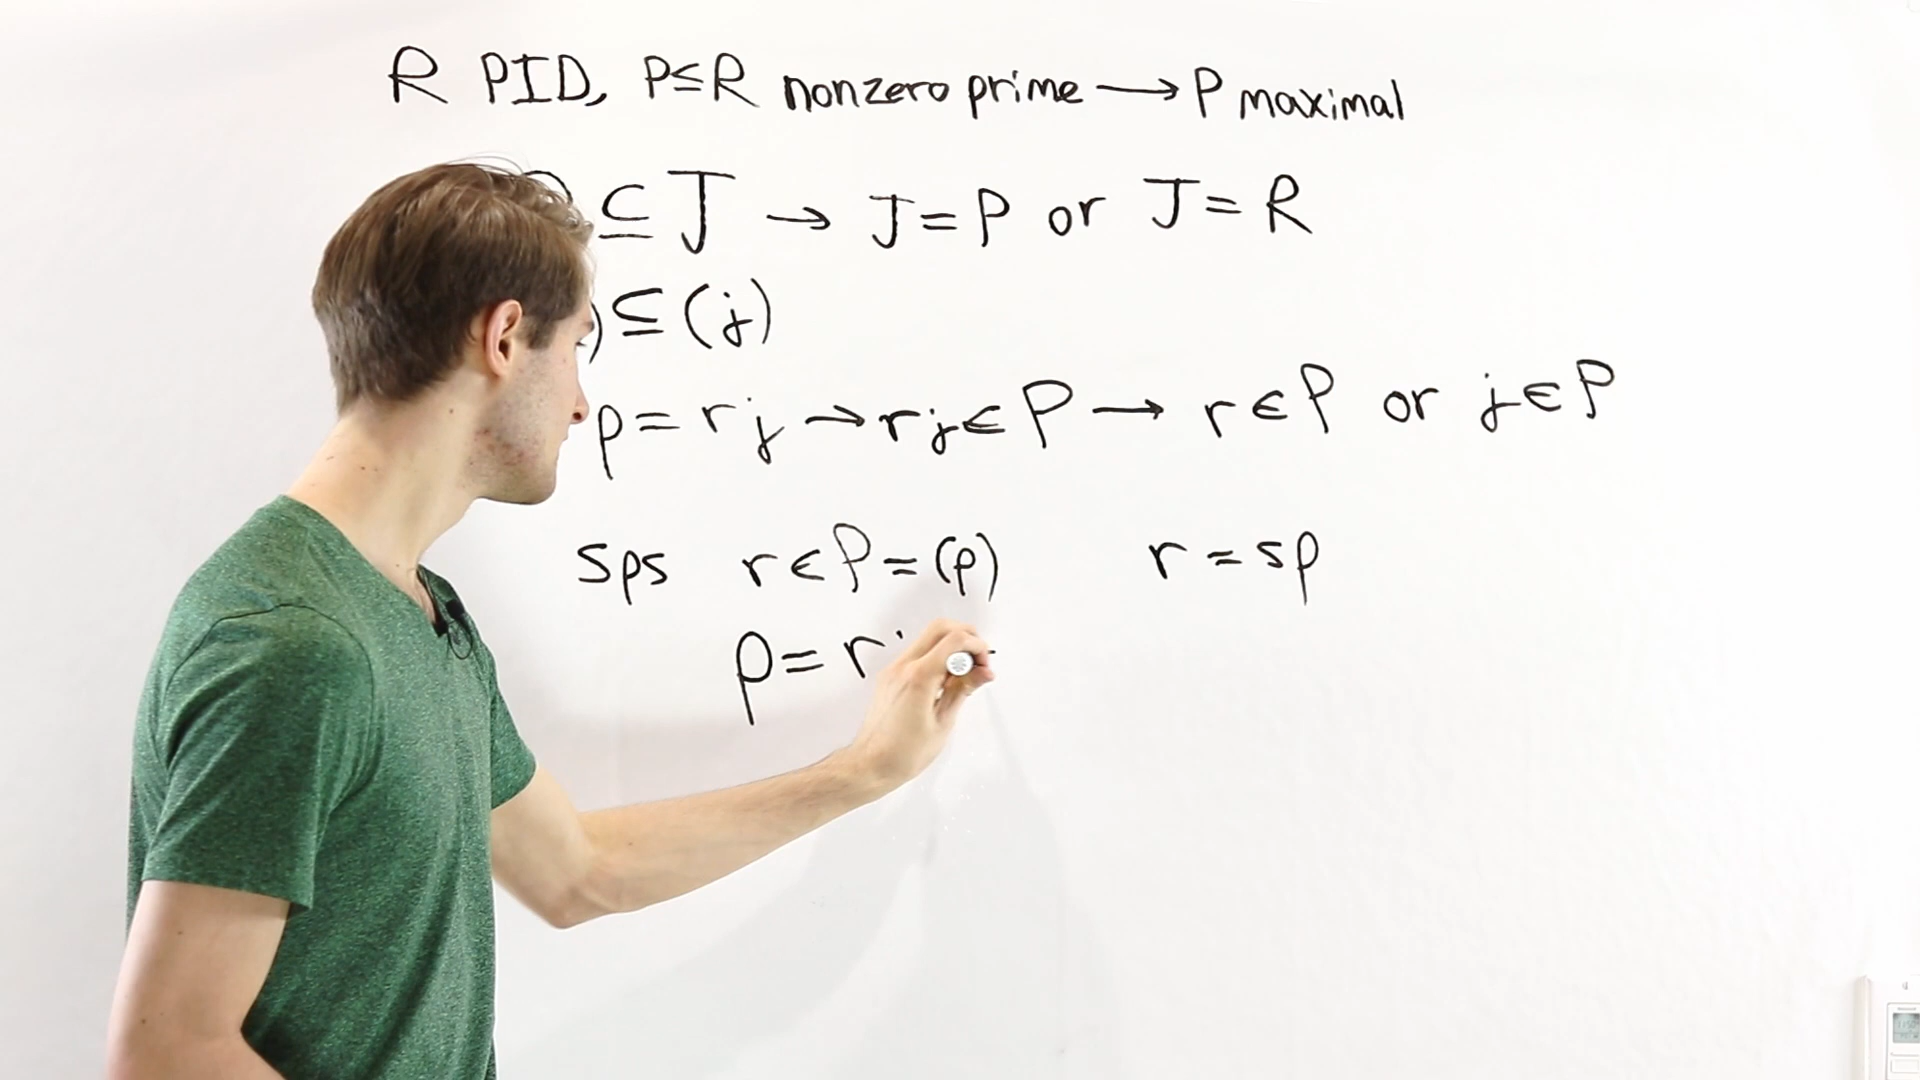 R PID, P≤R nonzero prime → P maximal
⊆ J → J = P or J = R
) ⊆ (j)
p = rj → rj ∈ P → r ∈ P or j ∈ P
sps r ∈ P = (p) r = sp
p = r